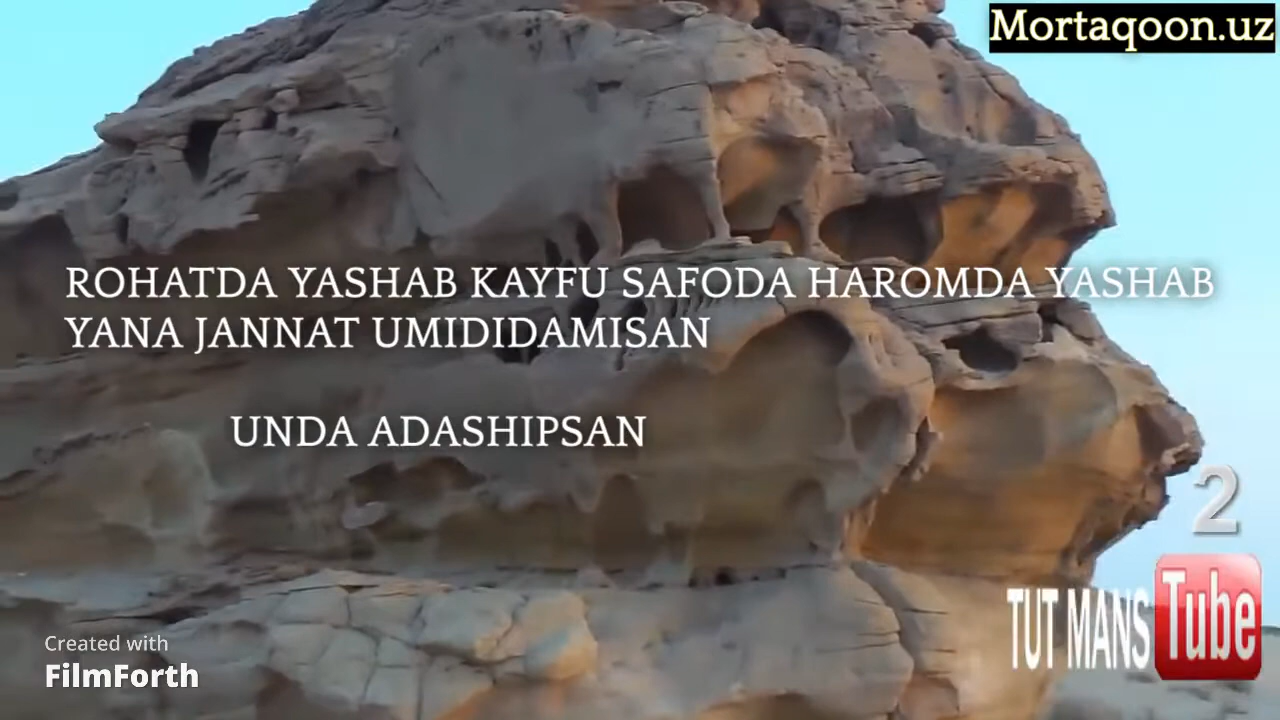 Mortaqoon.uz
ROHATDA YASHAB KAYFU SAFODA HAROMDA YASHAB
YANA JANNAT UMIDIDAMISAN
UNDA ADASHIPSAN
2
TUT MANS Tube
Created with
FilmForth